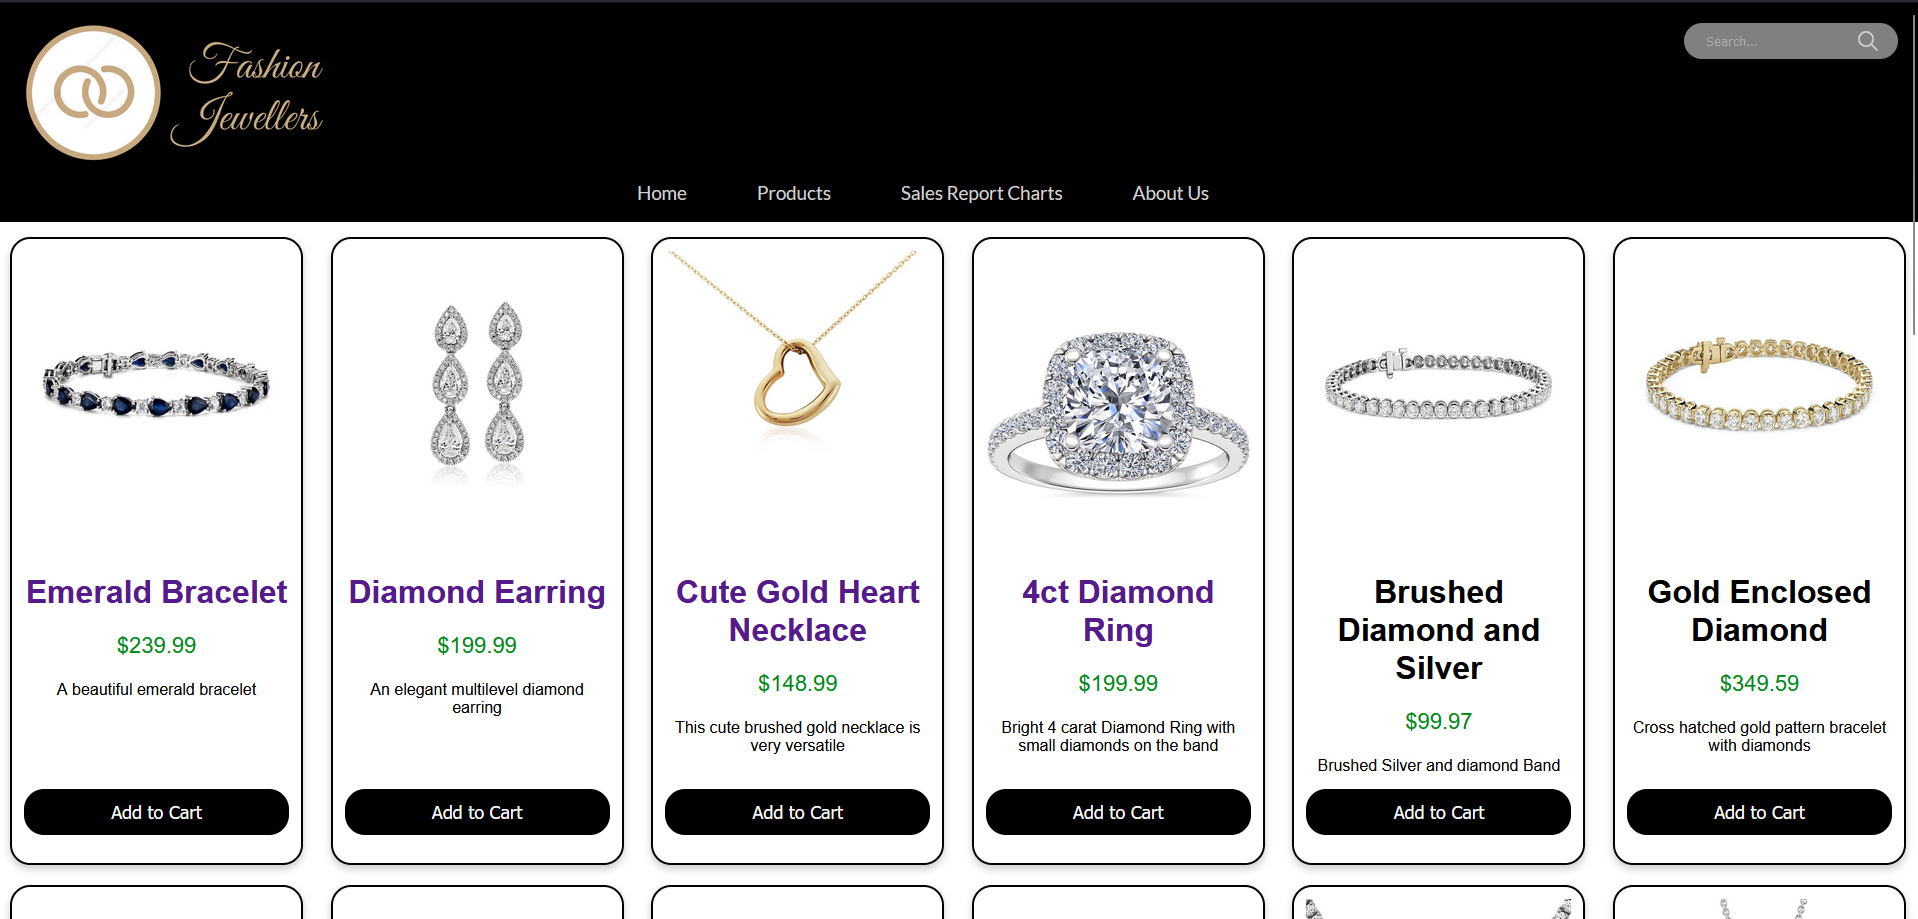 Fashion
Jewellers
Search...
Home
Products
Sales Report Charts
About Us
Emerald Bracelet
$239.99
A beautiful emerald bracelet
Add to Cart
Diamond Earring
$199.99
An elegant multilevel diamond
earring
Add to Cart
Cute Gold Heart
Necklace
$148.99
This cute brushed gold necklace is
very versatile
Add to Cart
4ct Diamond
Ring
$199.99
Bright 4 carat Diamond Ring with
small diamonds on the band
Add to Cart
Brushed
Diamond and
Silver
$99.97
Brushed Silver and diamond Band
Add to Cart
Gold Enclosed
Diamond
$349.59
Cross hatched gold pattern bracelet
with diamonds
Add to Cart